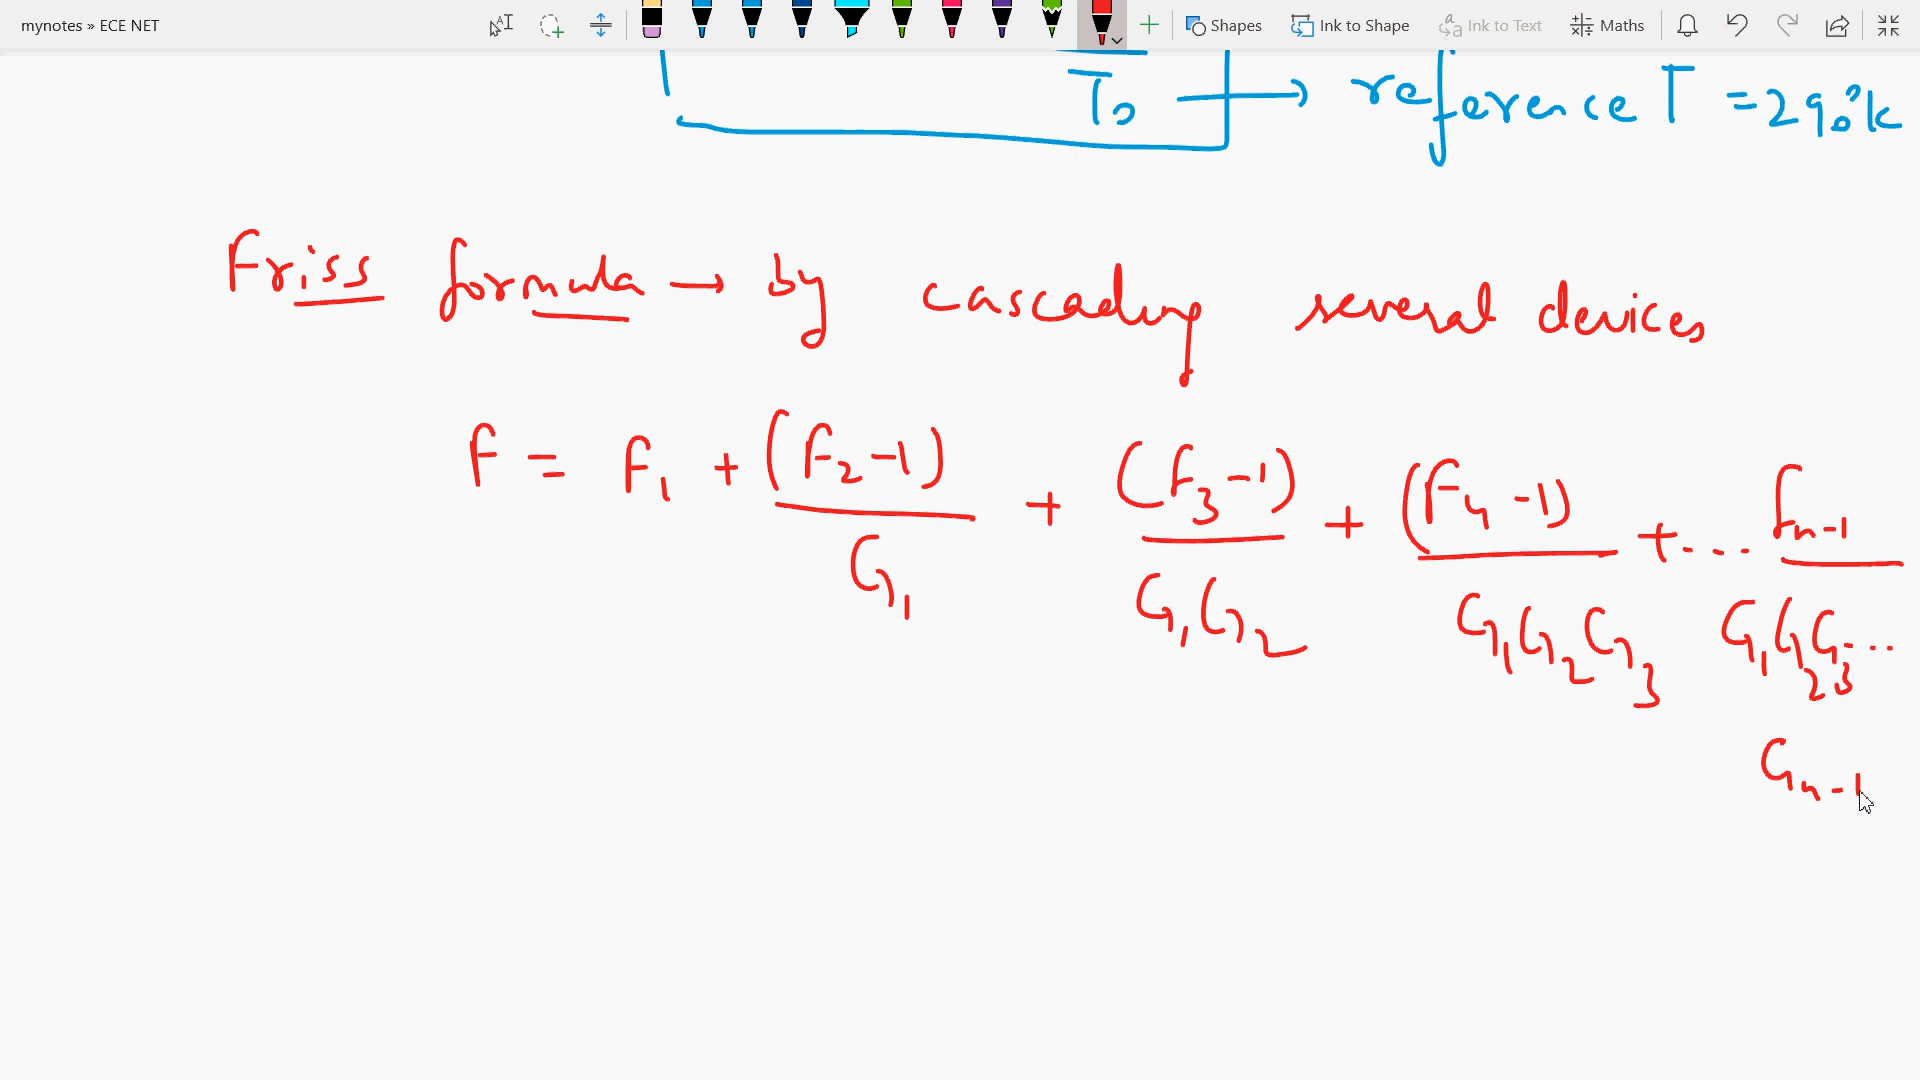 mynotes » ECE NET
Shapes
Ink to Shape
Ink to Text
Maths
T₀ → reference T = 290°k
Friss formula → by cascading several devices
F = F₁ + (F₂-1)/G₁ + (F₃-1)/G₁G₂ + (F₄-1)/G₁G₂G₃ + ... Fn-1/G₁G₂G₃...
Gn-1